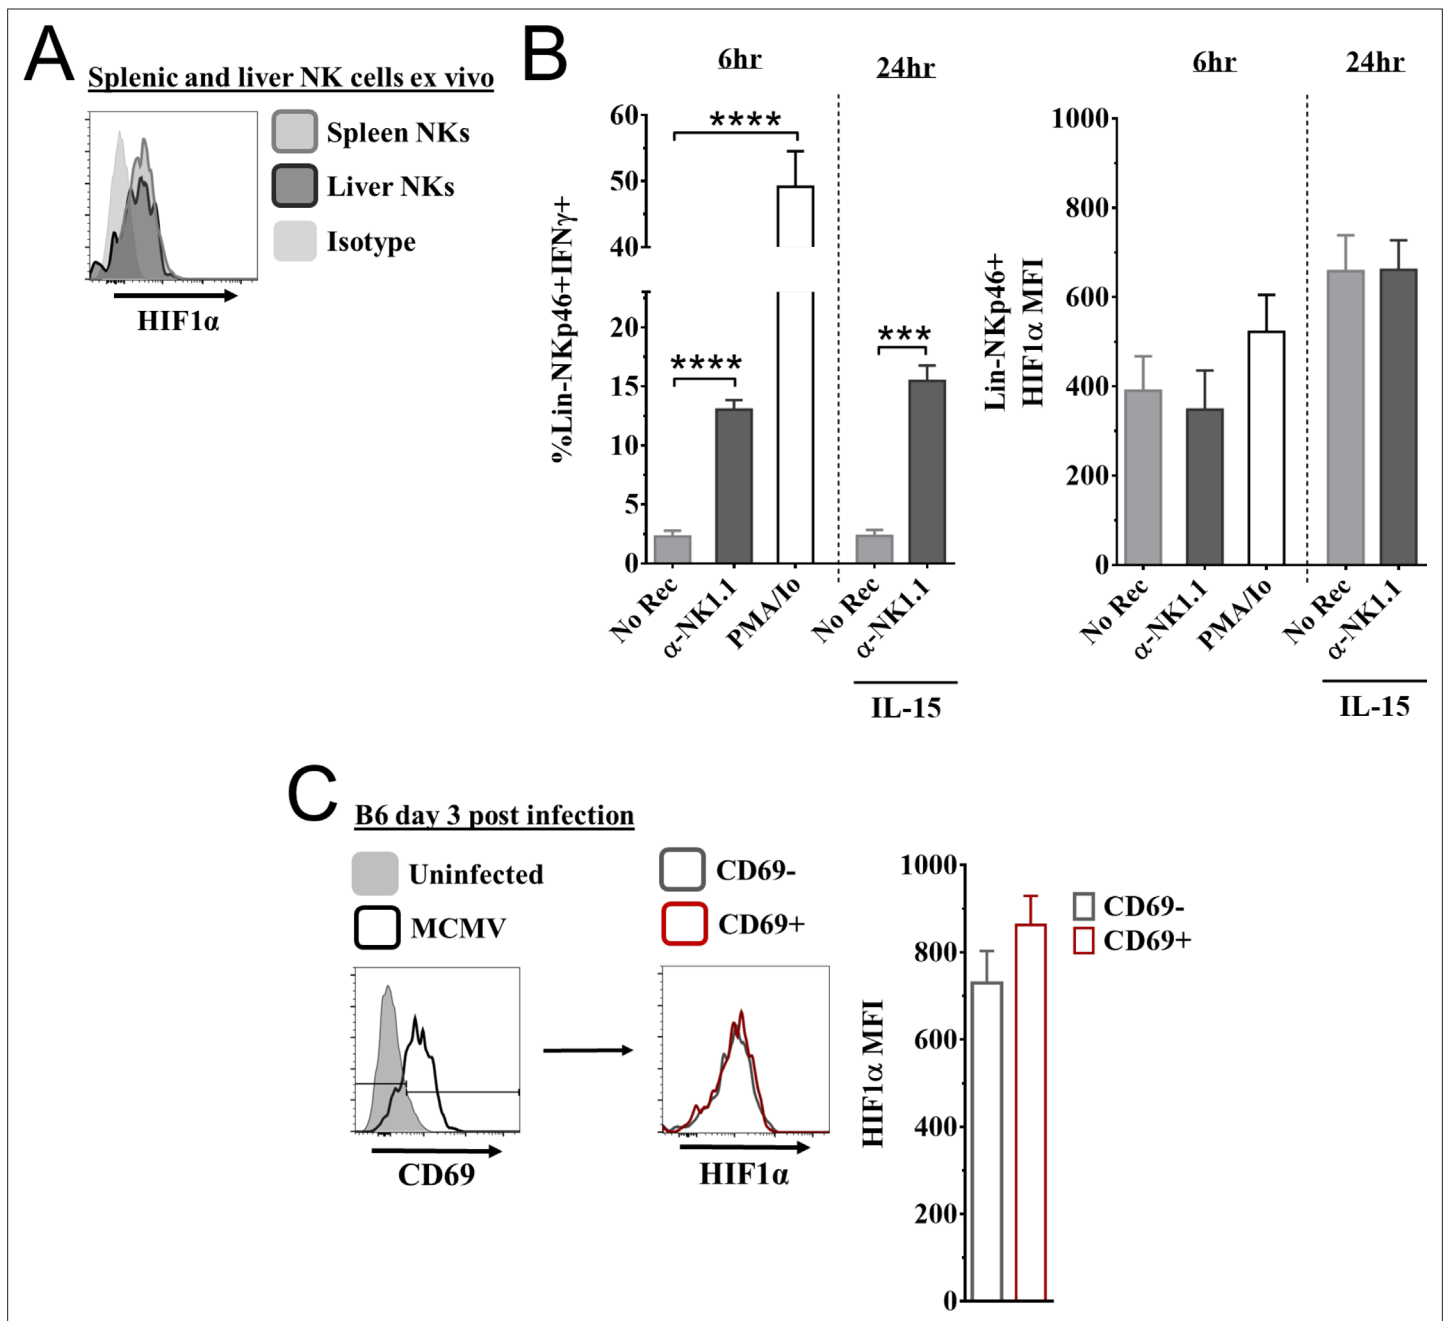 A
Splenic and liver NK cells ex vivo
Spleen NKs
Liver NKs
Isotype
HIF1α
B
6hr
24hr
%Lin-NKp46+IFNγ+
60
50
40
20
15
10
5
0
****
****
***
No Rec
α-NK1.1
PMA/Io
No Rec
α-NK1.1
IL-15
6hr
24hr
Lin-NKp46+
HIF1α MFI
1000
800
600
400
200
0
No Rec
α-NK1.1
PMA/Io
No Rec
α-NK1.1
IL-15
C
B6 day 3 post infection
Uninfected
MCMV
CD69
CD69-
CD69+
HIF1α
HIF1α MFI
1000
800
600
400
200
0
CD69-
CD69+